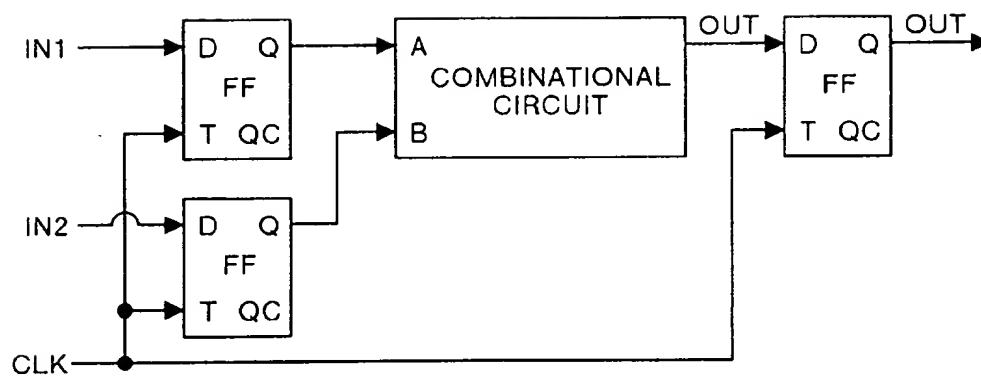 IN1
D Q
FF
T QC
A
B
COMBINATIONAL
CIRCUIT
OUT
D Q
FF
T QC
OUT
IN2
D Q
FF
T QC
CLK